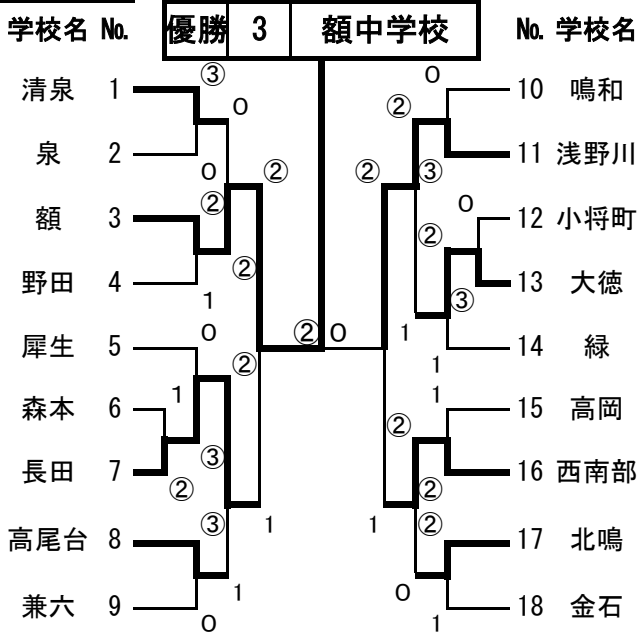 学校名 No. 優勝 3 額中学校 No. 学校名
③ 0
清泉 1 10 鳴和
0 ② ②
泉 2 11 浅野川
0 ② ② ③
額 3 ② 0 12 小将町
②
野田 4 ② 13 大徳
1 ③
0 ② 0 1
犀生 5 14 緑
② 1
森本 6 1 1 15 高岡
②
長田 7 ③ 16 西南部
② ②
高尾台 8 ③ 1 1 ② 17 北鳴
1 0
兼六 9 0 1 18 金石